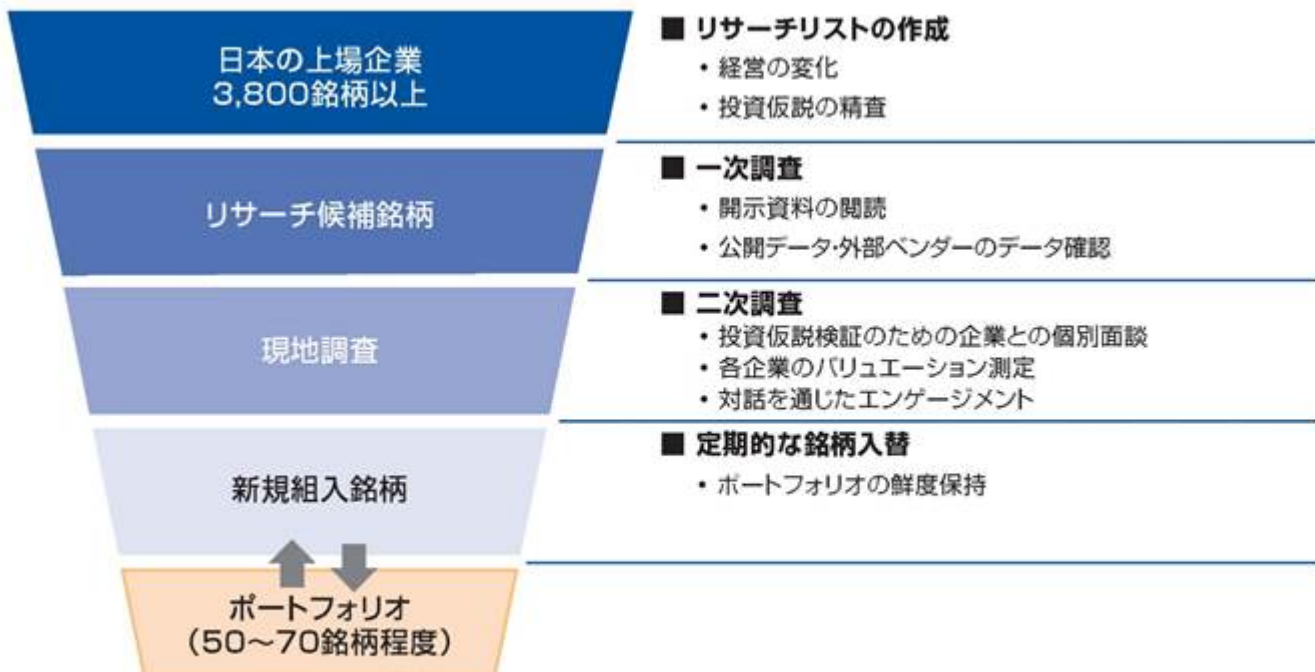 日本の上場企業
3,800銘柄以上
■ リサーチリストの作成
・経営の変化
・投資仮説の精査
リサーチ候補銘柄
■ 一次調査
・開示資料の閲読
・公開データ・外部ベンダーのデータ確認
現地調査
■ 二次調査
・投資仮説検証のための企業との個別面談
・各企業のバリュエーション測定
・対話を通じたエンゲージメント
新規組入銘柄
■ 定期的な銘柄入替
・ポートフォリオの鮮度保持
ポートフォリオ
(50～70銘柄程度)